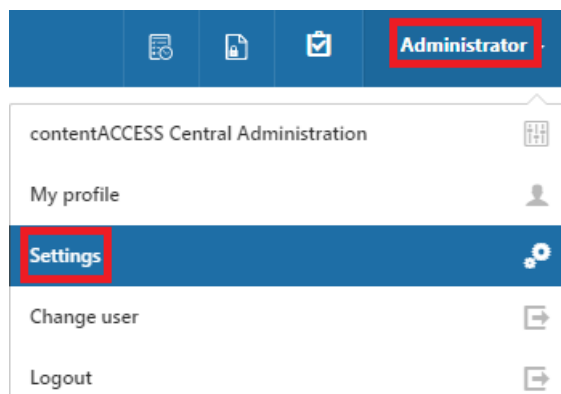 Administrator
contentACCESS Central Administration
My profile
Settings
Change user
Logout